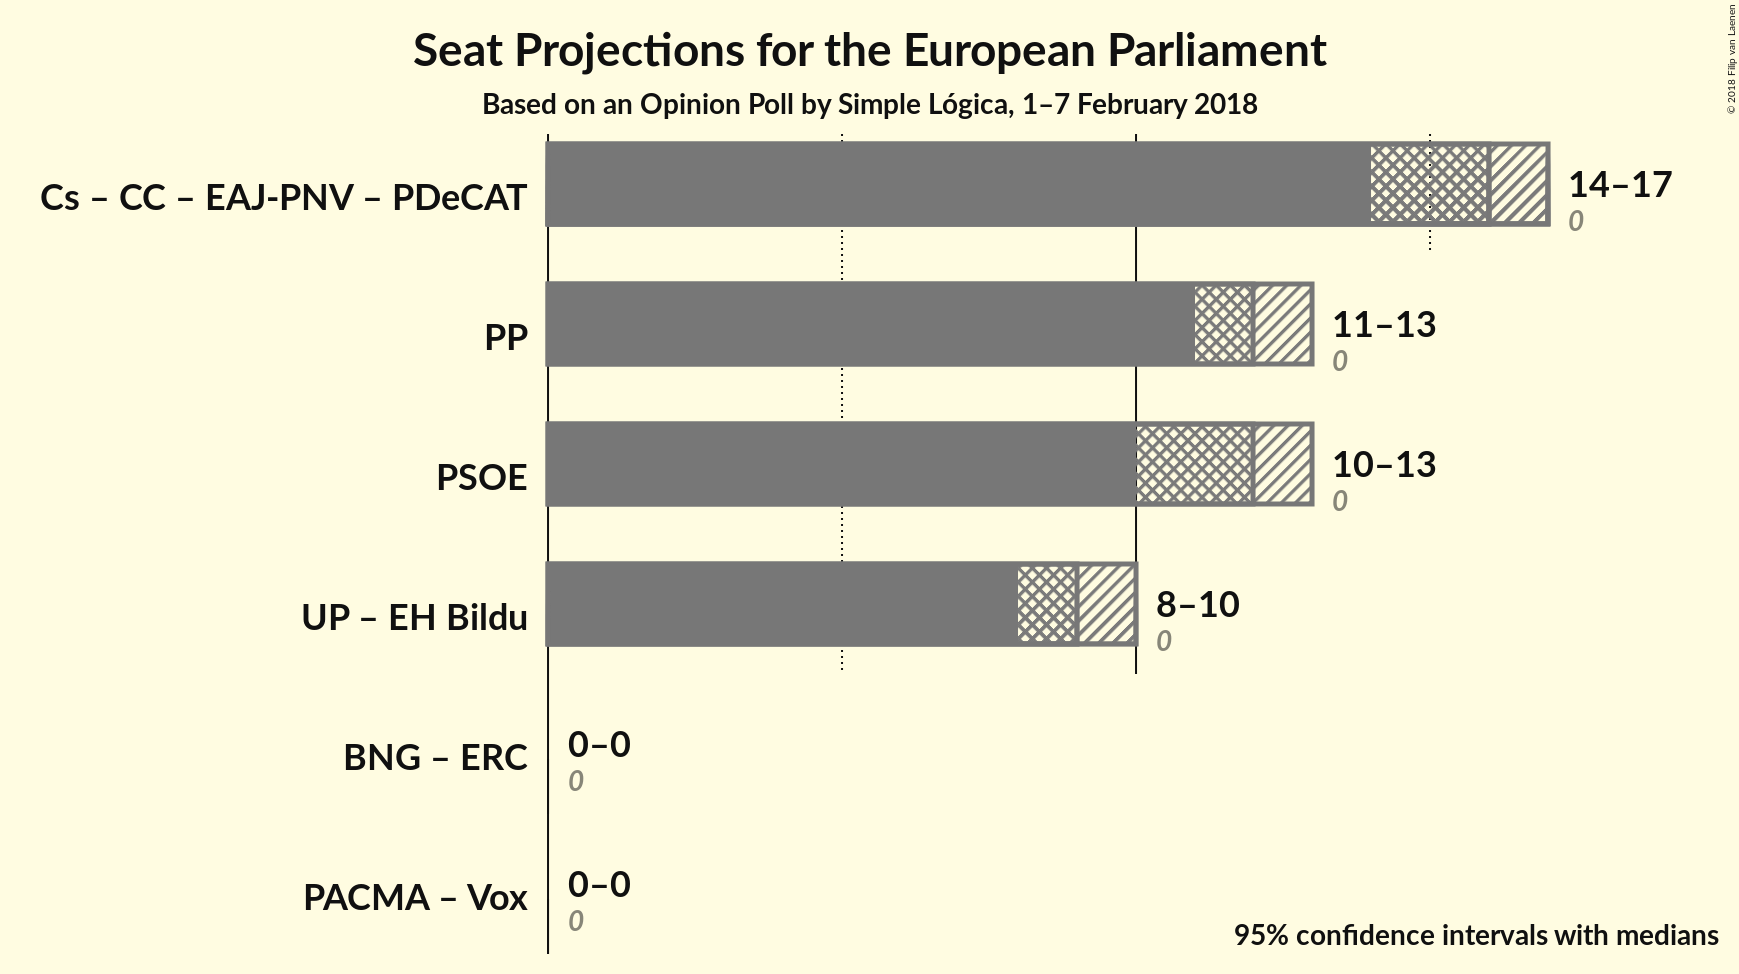 Seat Projections for the European Parliament
Based on an Opinion Poll by Simple Lógica, 1–7 February 2018
© 2018 Filip van Laenen
Cs – CC – EAJ-PNV – PDeCAT
14–17
0
PP
11–13
0
PSOE
10–13
0
UP – EH Bildu
8–10
0
BNG – ERC
0–0
0
PACMA – Vox
0–0
0
95% confidence intervals with medians